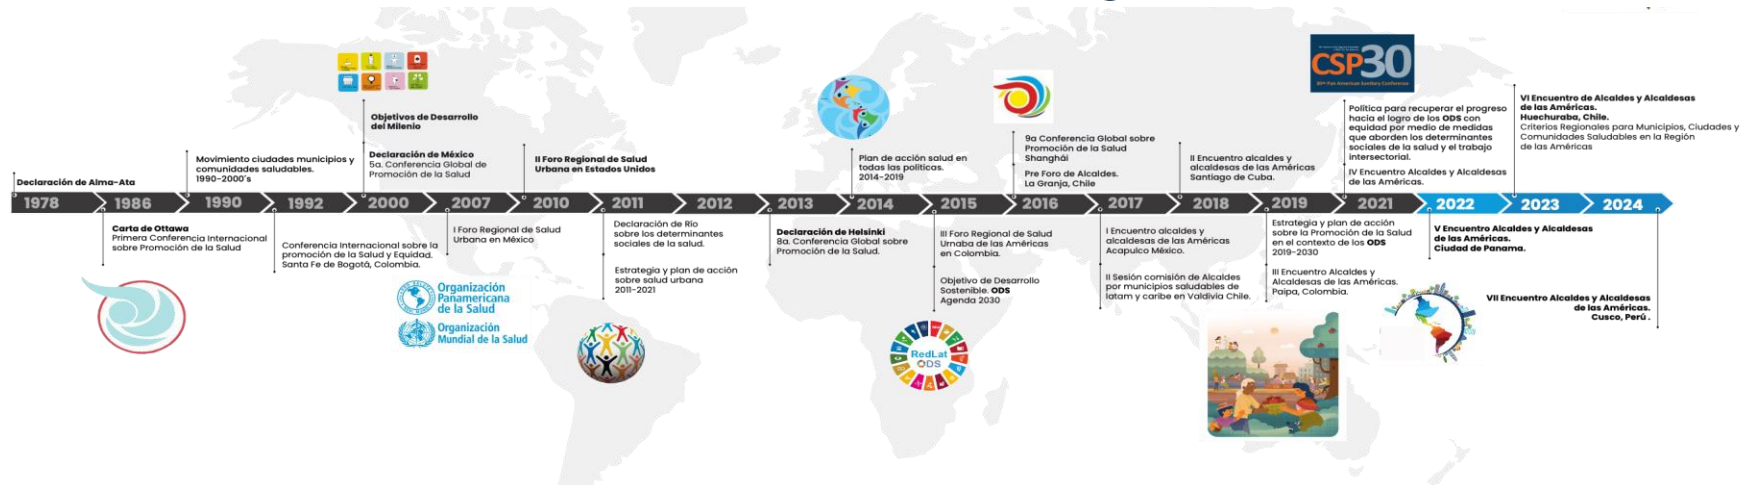 Declaración de Alma-Ata
1978
1986
Carta de Ottawa
Primera Conferencia Internacional
sobre Promoción de la Salud
Movimiento ciudades municipios y
comunidades saludables.
1990-2000´s
1990
1992
Conferencia Internacional sobre la
promoción de la Salud y Equidad.
Santa Fe de Bogotá, Colombia.
Objetivos de Desarrollo
del Milenio
Declaración de México
5a. Conferencia Global de
Promoción de la Salud
2000
2007
I Foro Regional de Salud
Urbana en México
Organización
Panamericana
de la Salud
Organización
Mundial de la Salud
II Foro Regional de Salud
Urbana en Estados Unidos
2010
2011
Declaración de Río
sobre los determinantes
sociales de la salud.
Estrategia y plan de acción
sobre salud urbana
2011-2021
2012
2013
Declaración de Helsinki
8a. Conferencia Global sobre
Promoción de la Salud.
Plan de acción salud en
todas las políticas.
2014-2019
2014
2015
III Foro Regional de Salud
Urnaba de las Américas
en Colombia.
Objetivo de Desarrollo
Sostenible. ODS
Agenda 2030
RedLat
ODS
9a Conferencia Global sobre
Promoción de la Salud
Shanghái
Pre Foro de Alcaldes.
La Granja, Chile
2016
2017
I Encuentro alcaldes y
alcaldesas de las Américas
Acapulco México.
II Sesión comisión de Alcaldes
por municipios saludables de
latam y caribe en Valdivia Chile.
II Encuentro alcaldes y
alcaldesas de las Américas
Santiago de Cuba.
2018
2019
Estrategia y plan de acción
sobre la Promoción de la Salud
en el contexto de los ODS
2019-2030
III Encuentro Alcaldes y
Alcaldesas de las Américas.
Paipa, Colombia.
CSP30
30th Pan American Sanitary Conference
Política para recuperar el progreso
hacia el logro de los ODS con
equidad por medio de medidas
que aborden los determinantes
sociales de la salud y el trabajo
intersectorial.
IV Encuentro Alcaldes y Alcaldesas
de las Américas.
2021
2022
V Encuentro Alcaldes y Alcaldesas
de las Américas.
Ciudad de Panama.
VI Encuentro de Alcaldes y Alcaldesas
de las Américas.
Huechuraba, Chile.
Criterios Regionales para Municipios, Ciudades y
Comunidades Saludables en la Región
de las Américas
2023
2024
VII Encuentro Alcaldes y Alcaldesas
de las Américas.
Cusco, Perú .